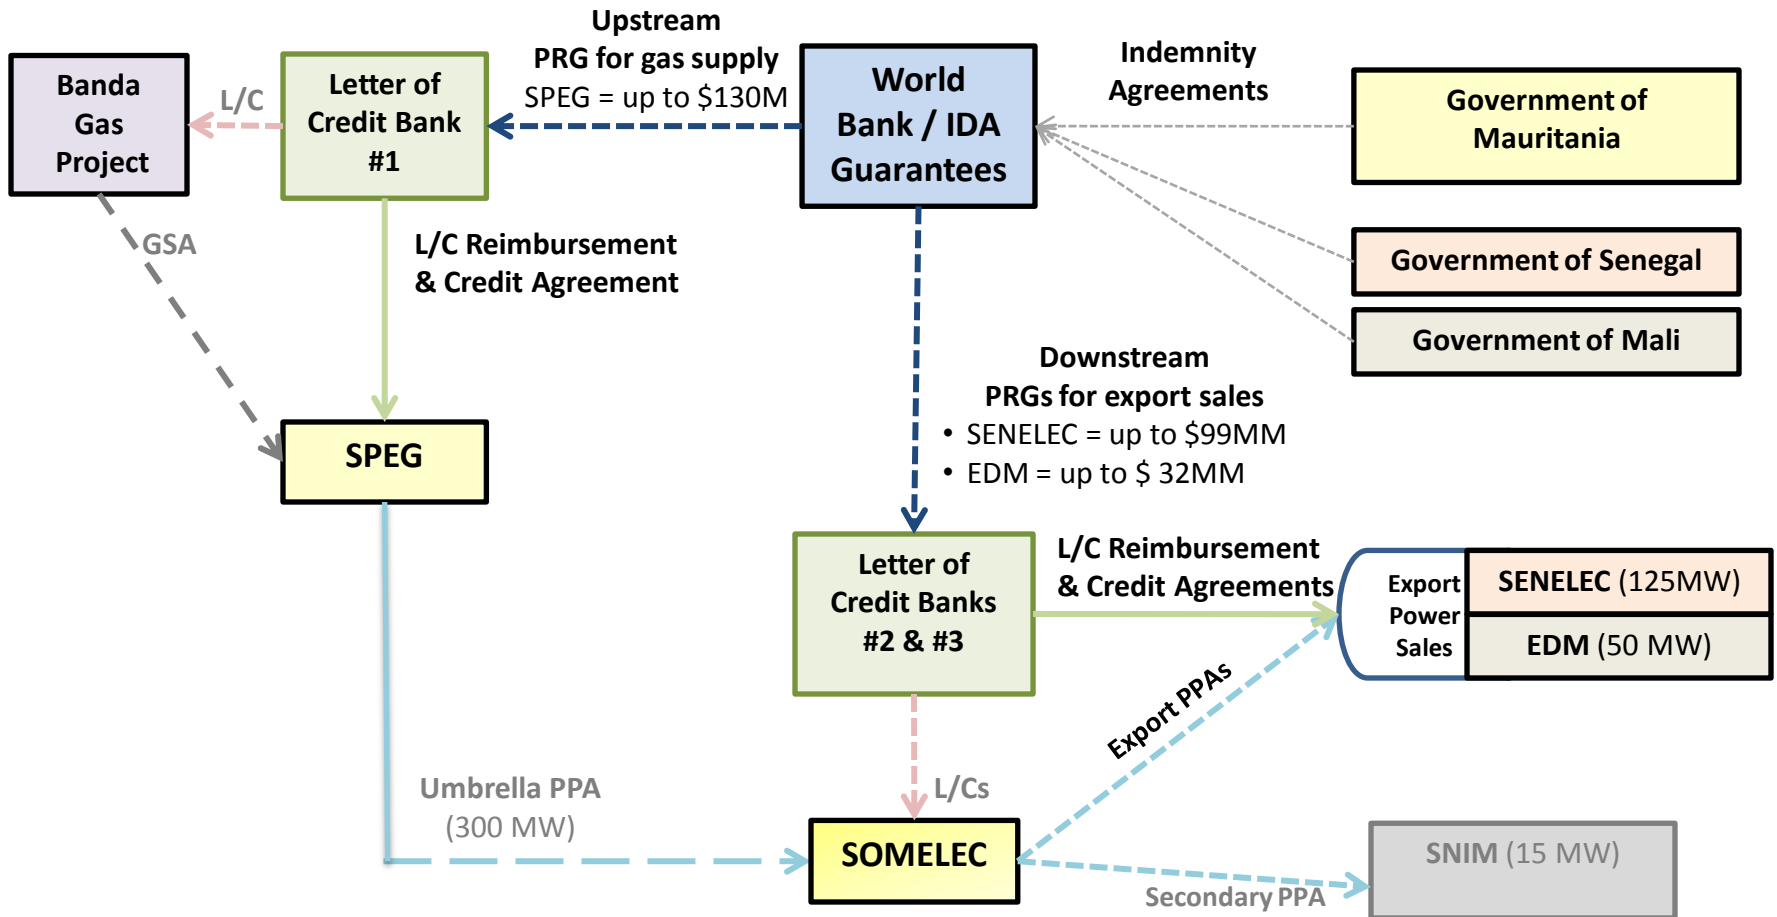 Upstream
PRG for gas supply
SPEG = up to $130M
Banda
Gas
Project
L/C
Letter of
Credit Bank
#1
World
Bank / IDA
Guarantees
Indemnity
Agreements
Government of
Mauritania
GSA
L/C Reimbursement
& Credit Agreement
Government of Senegal
Government of Mali
Downstream
PRGs for export sales
• SENELEC = up to $99MM
• EDM = up to $ 32MM
SPEG
Letter of
Credit Banks
#2 & #3
L/C Reimbursement
& Credit Agreements
Export
Power
Sales
SENELEC (125MW)
EDM (50 MW)
Export PPAs
Umbrella PPA
(300 MW)
L/Cs
SOMELEC
Secondary PPA
SNIM (15 MW)